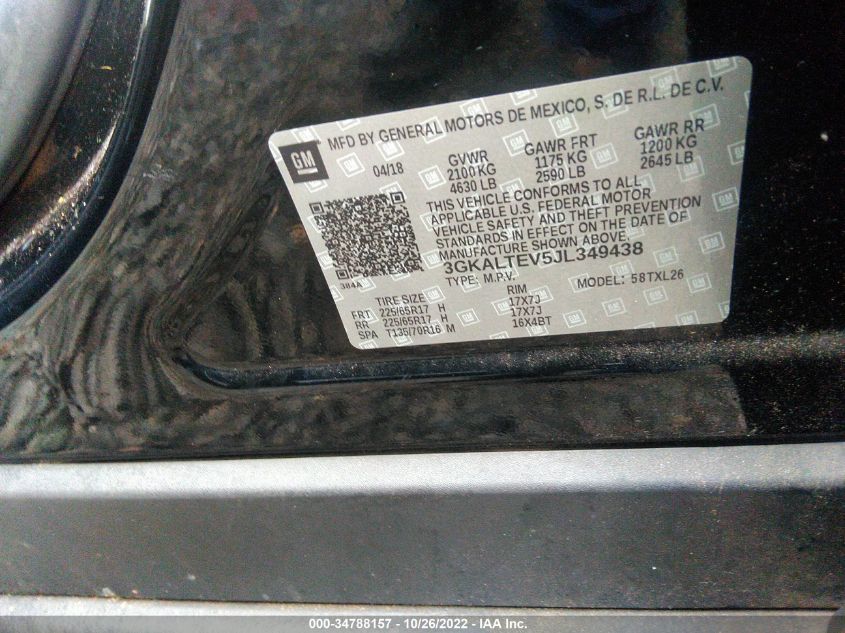 MFD BY GENERAL MOTORS DE MEXICO, S. DE R.L. DE C.V.
GM
04/18 GVWR GAWR FRT GAWR RR
2100 KG 1175 KG 1200 KG
4630 LB 2590 LB 2645 LB
THIS VEHICLE CONFORMS TO ALL
APPLICABLE U.S. FEDERAL MOTOR
VEHICLE SAFETY AND THEFT PREVENTION
STANDARDS IN EFFECT ON THE DATE OF
MANUFACTURE SHOWN ABOVE.
384A
3GKALTEV5JL349438
TYPE: M.P.V. MODEL: 58TXL26
TIRE SIZE RIM
FRT 225/65R17 H 17X7J
RR 225/65R17 H 17X7J
SPA T135/70R16 M 16X4BT
000-34788157 - 10/26/2022 - IAA Inc.